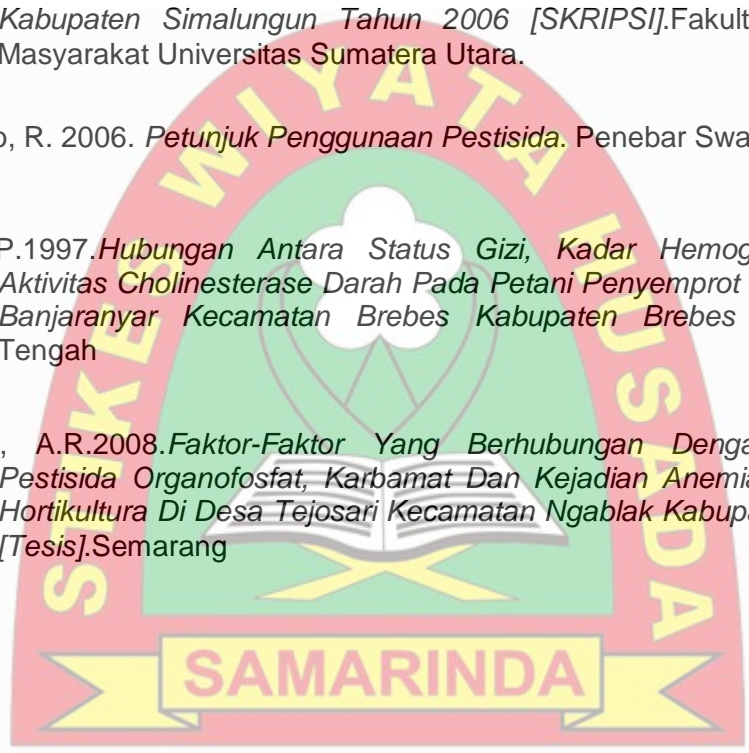 Kabupaten Simalungun Tahun 2006 [SKRIPSI].Fakult
Masyarakat Universitas Sumatera Utara.
o, R. 2006. Petunjuk Penggunaan Pestisida. Penebar Swa
P.1997.Hubungan Antara Status Gizi, Kadar Hemog
Aktivitas Cholinesterase Darah Pada Petani Penyemprot
Banjaranyar Kecamatan Brebes Kabupaten Brebes
Tengah
, A.R.2008.Faktor-Faktor Yang Berhubungan Denga
Pestisida Organofosfat, Karbamat Dan Kejadian Anemia
Hortikultura Di Desa Tejosari Kecamatan Ngablak Kabupa
[Tesis].Semarang
STIKES WIYATA HUSADA
SAMARINDA